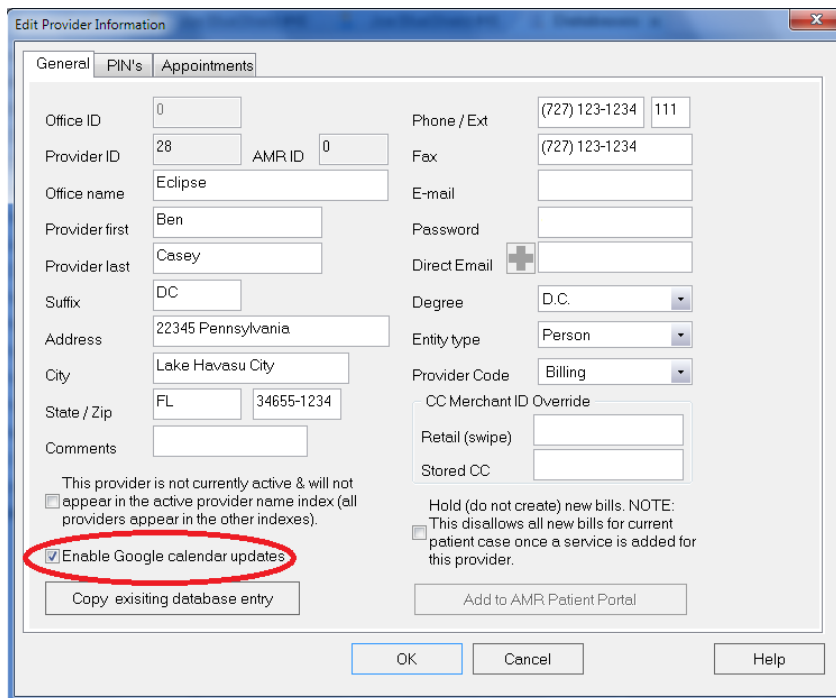 Edit Provider Information
General PIN's Appointments
Office ID 0
Provider ID 28 AMR ID 0
Office name Eclipse
Provider first Ben
Provider last Casey
Suffix DC
Address 22345 Pennsylvania
City Lake Havasu City
State / Zip FL 34655-1234
Comments
This provider is not currently active & will not
appear in the active provider name index (all
providers appear in the other indexes).
Enable Google calendar updates
Copy exisiting database entry
Phone / Ext (727) 123-1234 111
Fax (727) 123-1234
E-mail
Password
Direct Email
Degree D.C.
Entity type Person
Provider Code Billing
CC Merchant ID Override
Retail (swipe)
Stored CC
Hold (do not create) new bills. NOTE:
This disallows all new bills for current
patient case once a service is added for
this provider.
Add to AMR Patient Portal
OK Cancel Help